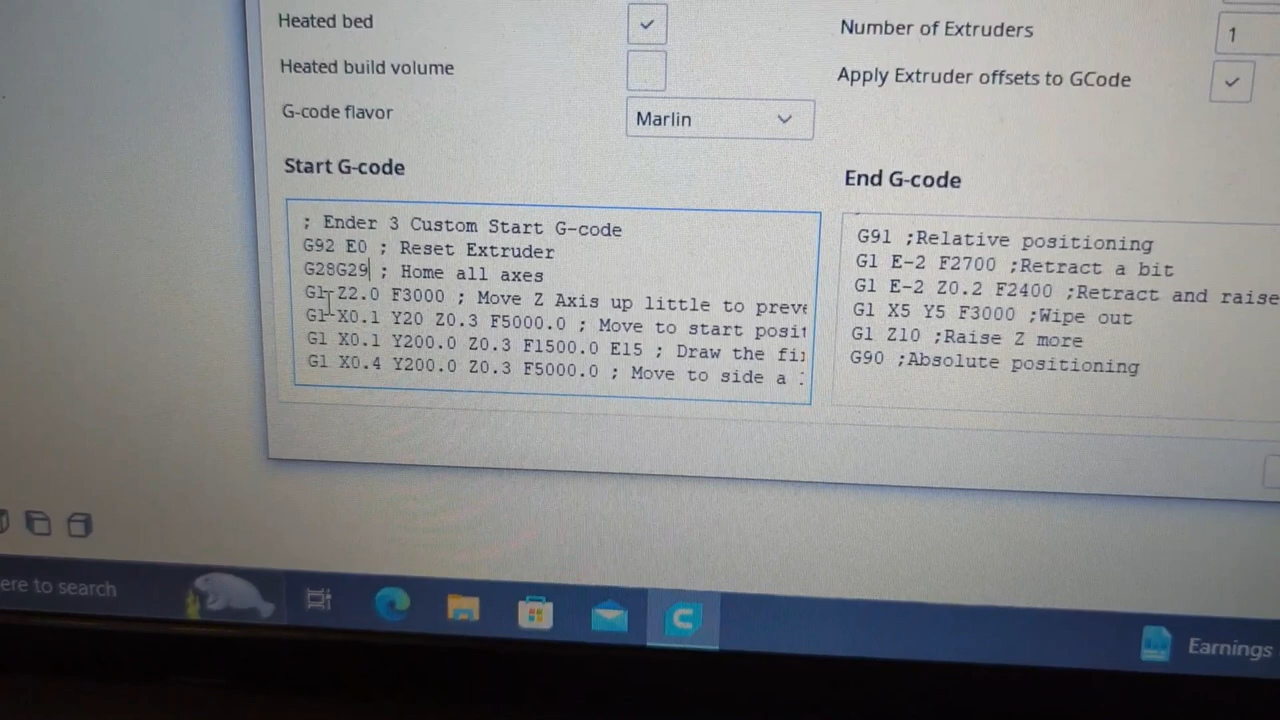 Heated bed
Number of Extruders
1
Heated build volume
Apply Extruder offsets to GCode
G-code flavor
Marlin
Start G-code
End G-code
; Ender 3 Custom Start G-code
G92 E0 ; Reset Extruder
G28G29 ; Home all axes
G1 Z2.0 F3000 ; Move Z Axis up little to preve
G1 X0.1 Y20 Z0.3 F5000.0 ; Move to start posit
G1 X0.1 Y200.0 Z0.3 F1500.0 E15 ; Draw the fi
G1 X0.4 Y200.0 Z0.3 F5000.0 ; Move to side a
G91 ;Relative positioning
G1 E-2 F2700 ;Retract a bit
G1 E-2 Z0.2 F2400 ;Retract and raise
G1 X5 Y5 F3000 ;Wipe out
G1 Z10 ;Raise Z more
G90 ;Absolute positioning
ere to search
Earnings